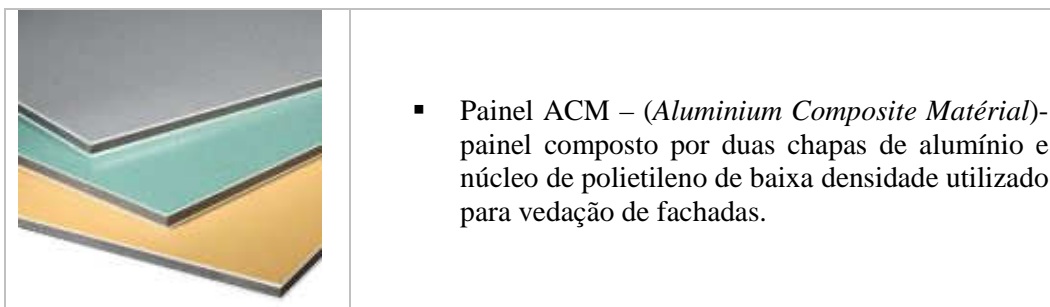 ▪ Painel ACM – (Aluminium Composite Matérial)-
painel composto por duas chapas de alumínio e
núcleo de polietileno de baixa densidade utilizado
para vedação de fachadas.